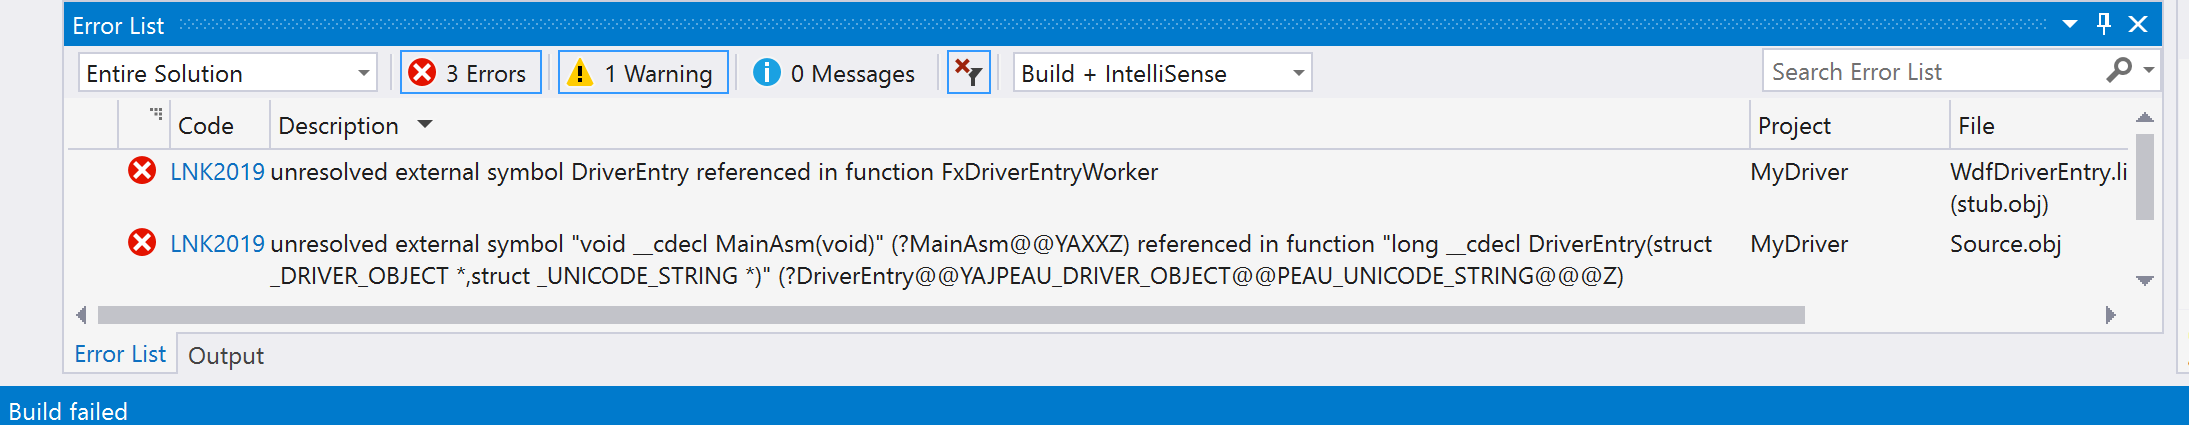 Error List
Entire Solution
3 Errors
1 Warning
0 Messages
Build + IntelliSense
Search Error List
Code Description Project File
LNK2019 unresolved external symbol DriverEntry referenced in function FxDriverEntryWorker MyDriver WdfDriverEntry.li
(stub.obj)
LNK2019 unresolved external symbol "void __cdecl MainAsm(void)" (?MainAsm@@YAXXZ) referenced in function "long __cdecl DriverEntry(struct MyDriver Source.obj
_DRIVER_OBJECT *,struct _UNICODE_STRING *)" (?DriverEntry@@YAJPEAU_DRIVER_OBJECT@@PEAU_UNICODE_STRING@@@Z)
Error List Output
Build failed